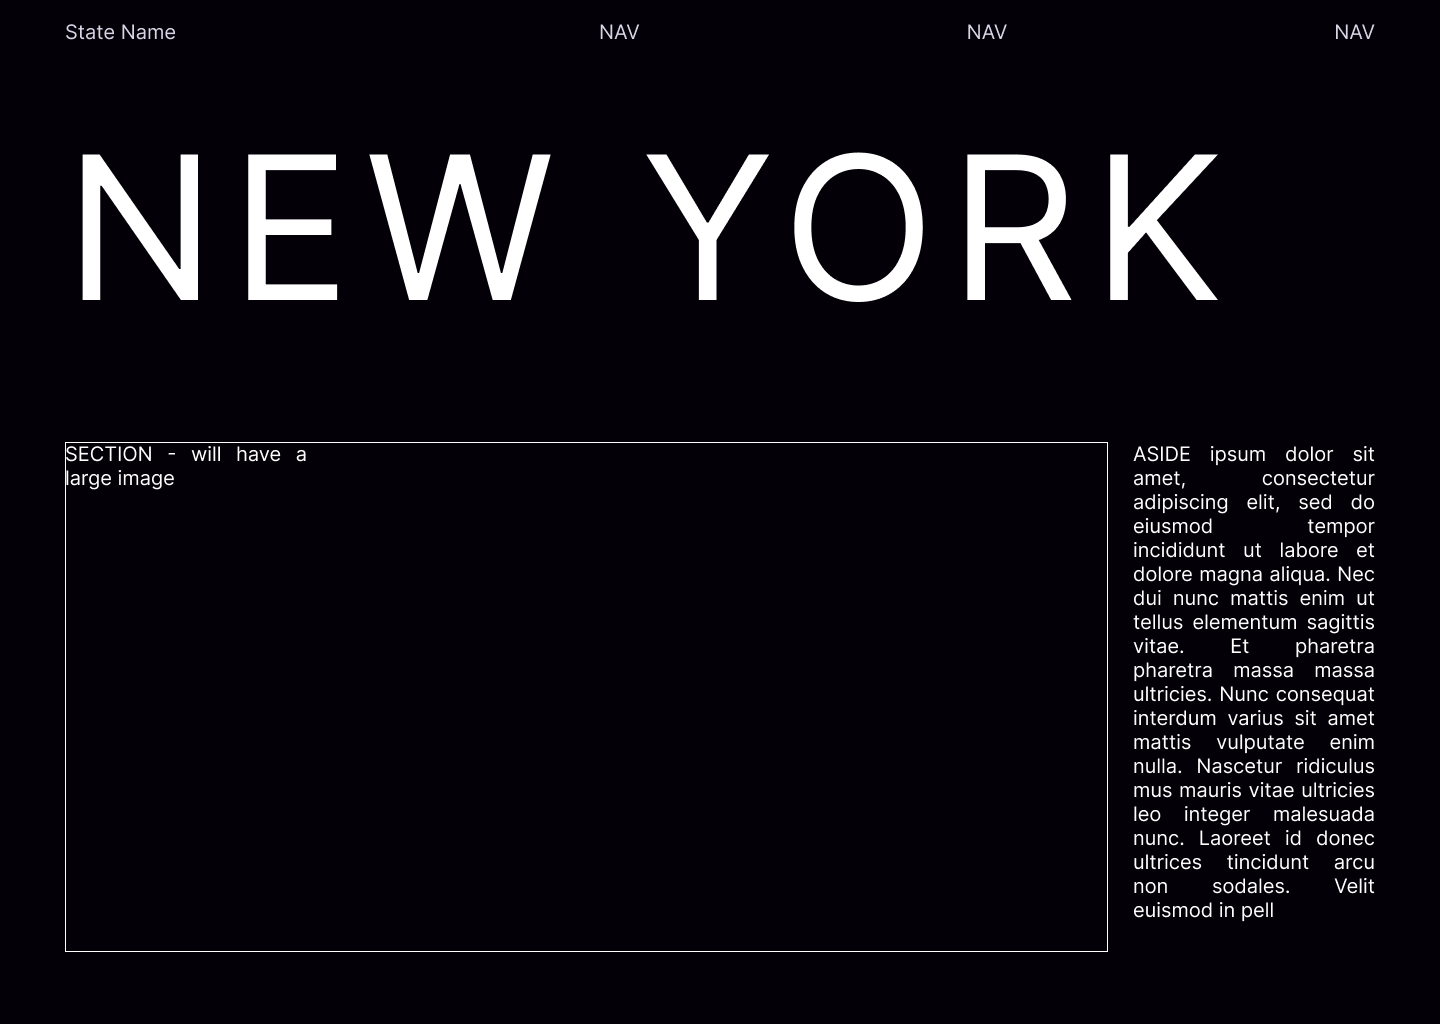 State Name NAV NAV NAV
NEW YORK
SECTION - will have a
large image
ASIDE ipsum dolor sit
amet, consectetur
adipiscing elit, sed do
eiusmod tempor
incididunt ut labore et
dolore magna aliqua. Nec
dui nunc mattis enim ut
tellus elementum sagittis
vitae. Et pharetra
pharetra massa massa
ultricies. Nunc consequat
interdum varius sit amet
mattis vulputate enim
nulla. Nascetur ridiculus
mus mauris vitae ultricies
leo integer malesuada
nunc. Laoreet id donec
ultrices tincidunt arcu
non sodales. Velit
euismod in pell